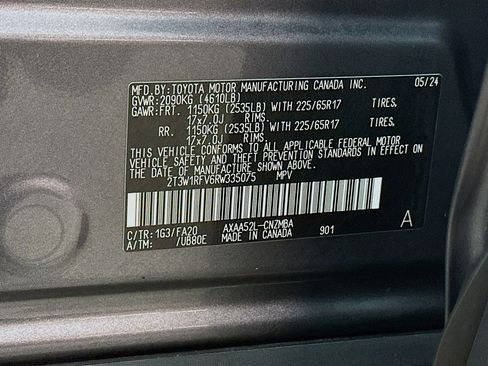 MFD. BY: TOYOTA MOTOR MANUFACTURING CANADA INC. 05/24
GVWR: 2090KG (4610LB)
GAWR: FRT. 1150KG (2535LB) WITH 225/65R17 TIRES,
17x7.0J RIMS.
RR. 1150KG (2535LB) WITH 225/65R17 TIRES,
17x7.0J RIMS.
THIS VEHICLE CONFORMS TO ALL APPLICABLE FEDERAL MOTOR
VEHICLE SAFETY AND THEFT PREVENTION STANDARDS IN EFFECT ON
THE DATE OF MANUFACTURE SHOWN ABOVE.
2T3W1RFV6RW335075 MPV
C/TR: 1G3/FA20 AXAA52L-CNZMBA A
A/TM: /UB80E MADE IN CANADA 901